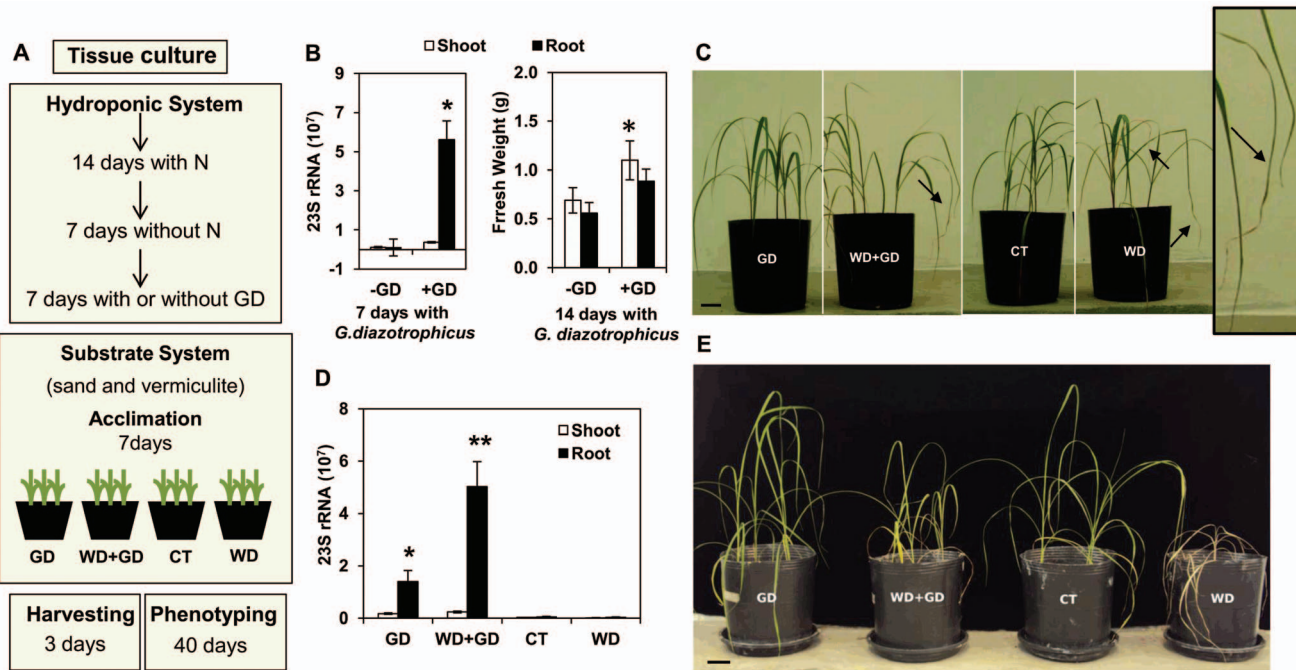 A
Tissue culture
Hydroponic System
14 days with N
7 days without N
7 days with or without GD
Substrate System
(sand and vermiculite)
Acclimation
7days
GD WD+GD CT WD
Harvesting
3 days
Phenotyping
40 days
B
Shoot Root
23S rRNA (10⁷)
9
7
5
3
1
-1
-GD +GD
7 days with
G.diazotrophicus
*
Frresh Weight (g)
2.0
1.5
1.0
0.5
0.0
-GD +GD
14 days with
G. diazotrophicus
*
C
GD
WD+GD
CT
WD
D
23S rRNA (10⁷)
8
6
4
2
0
Shoot
Root
*
**
GD WD+GD CT WD
E
GD
WD+GD
CT
WD